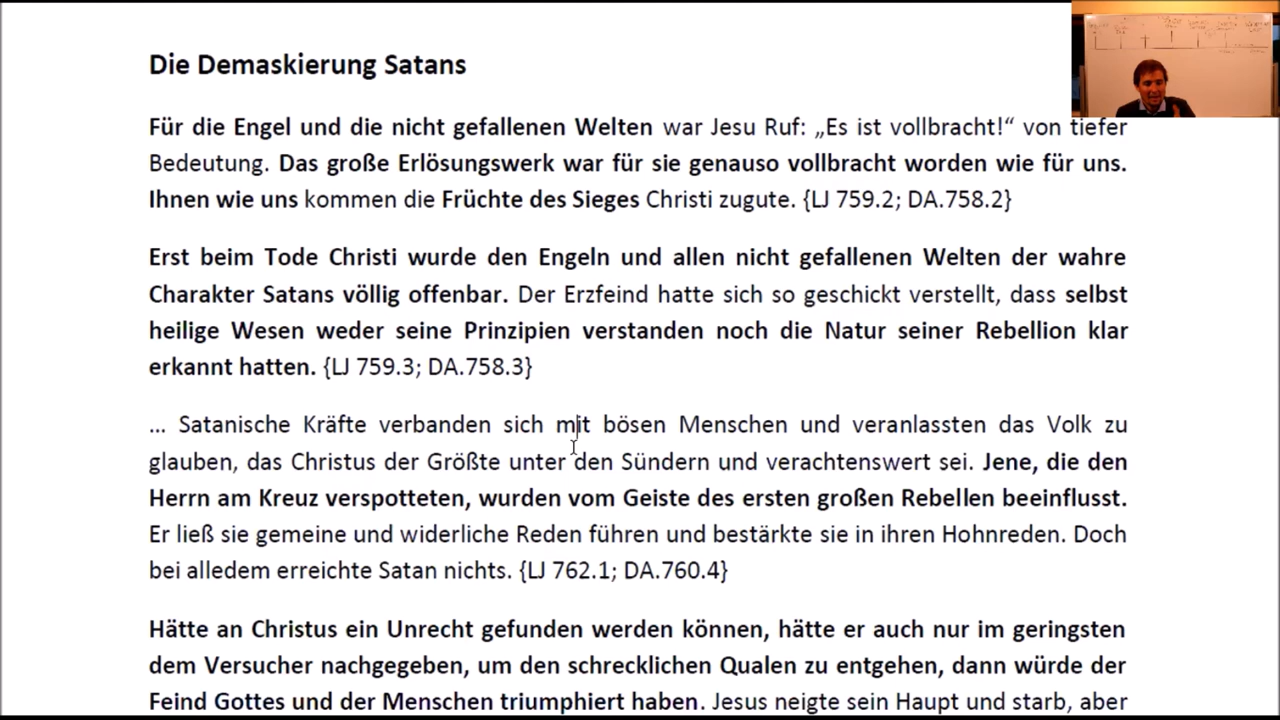 Die Demaskierung Satans
Für die Engel und die nicht gefallenen Welten war Jesu Ruf: „Es ist vollbracht!“ von tiefer
Bedeutung. Das große Erlösungswerk war für sie genauso vollbracht worden wie für uns.
Ihnen wie uns kommen die Früchte des Sieges Christi zugute. {LJ 759.2; DA.758.2}
Erst beim Tode Christi wurde den Engeln und allen nicht gefallenen Welten der wahre
Charakter Satans völlig offenbar. Der Erzfeind hatte sich so geschickt verstellt, dass selbst
heilige Wesen weder seine Prinzipien verstanden noch die Natur seiner Rebellion klar
erkannt hatten. {LJ 759.3; DA.758.3}
... Satanische Kräfte verbanden sich mit bösen Menschen und veranlassten das Volk zu
glauben, das Christus der Größte unter den Sündern und verachtenswert sei. Jene, die den
Herrn am Kreuz verspotteten, wurden vom Geiste des ersten großen Rebellen beeinflusst.
Er ließ sie gemeine und widerliche Reden führen und bestärkte sie in ihren Hohnreden. Doch
bei alledem erreichte Satan nichts. {LJ 762.1; DA.760.4}
Hätte an Christus ein Unrecht gefunden werden können, hätte er auch nur im geringsten
dem Versucher nachgegeben, um den schrecklichen Qualen zu entgehen, dann würde der
Feind Gottes und der Menschen triumphiert haben. Jesus neigte sein Haupt und starb, aber